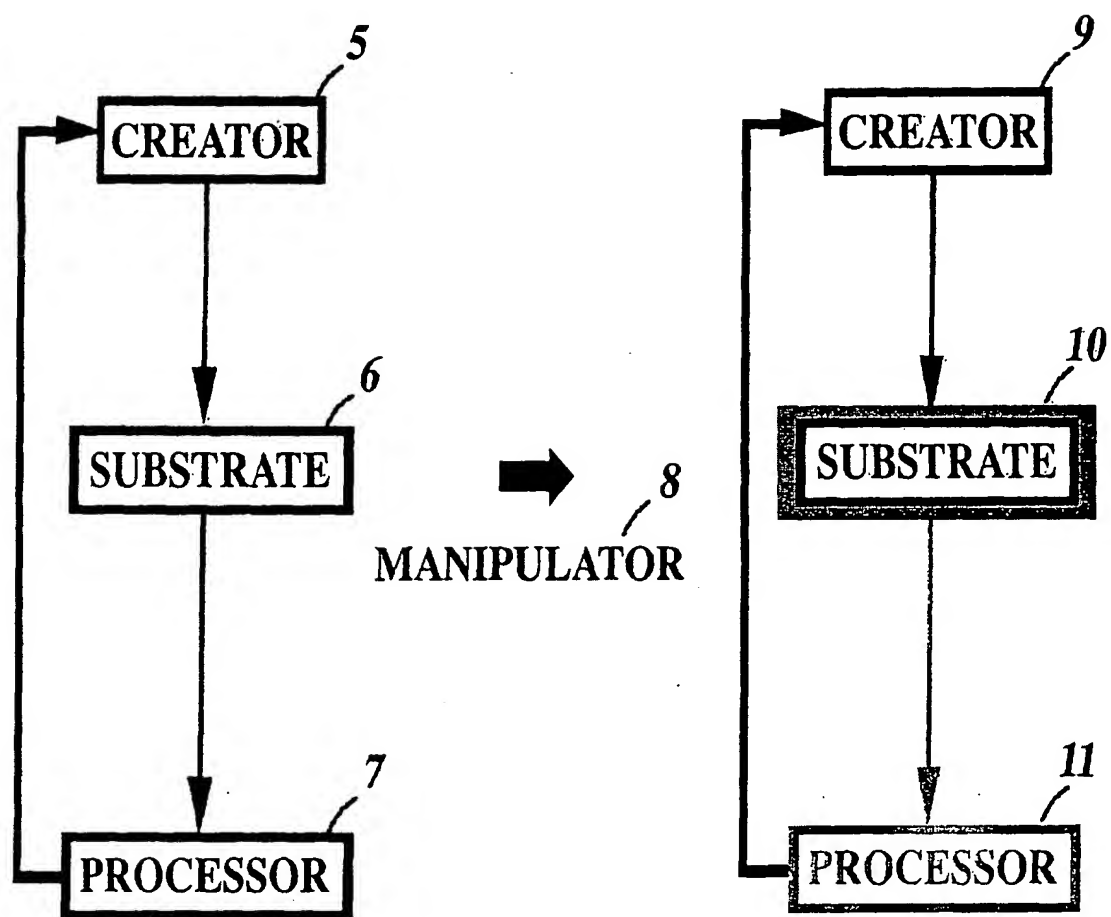 5
CREATOR
6
SUBSTRATE
7
PROCESSOR
8
MANIPULATOR
9
CREATOR
10
SUBSTRATE
11
PROCESSOR